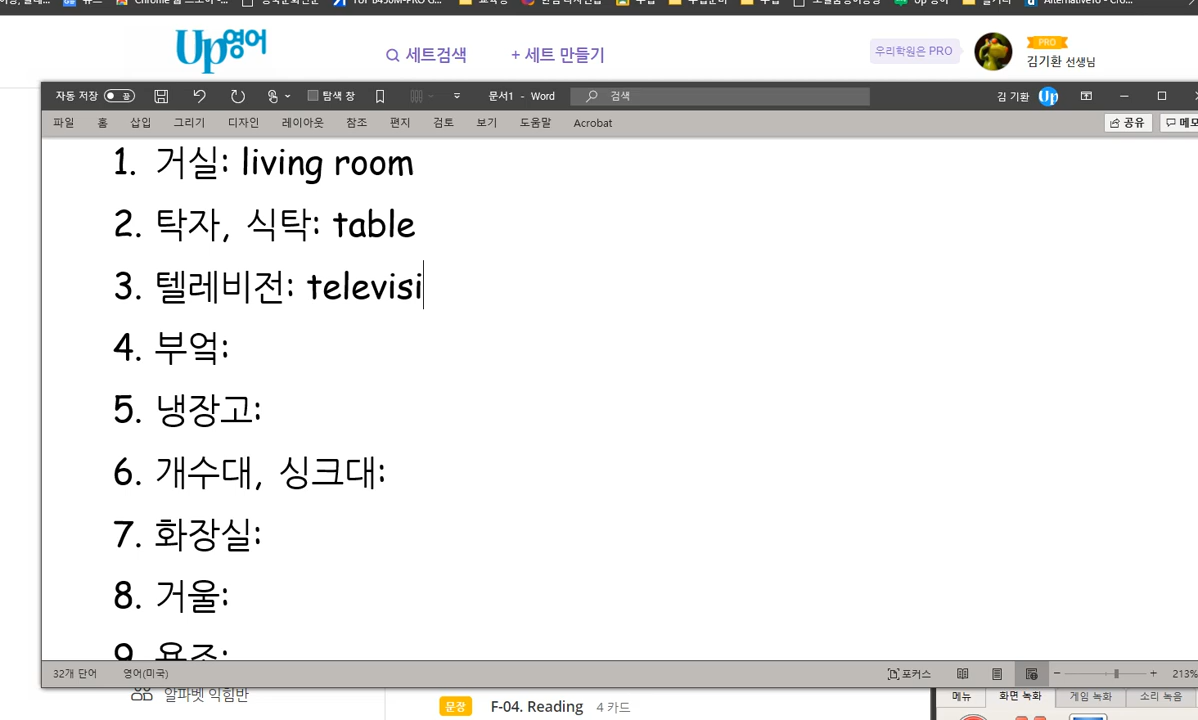 Up영어
세트검색
+ 세트 만들기
우리학원은 PRO
PRO
김기환 선생님
자동 저장 끔
탐색 창
문서1 - Word
검색
김 기환 Up
파일 홈 삽입 그리기 디자인 레이아웃 참조 편지 검토 보기 도움말 Acrobat
공유
1. 거실: living room
2. 탁자, 식탁: table
3. 텔레비전: televisi
4. 부엌:
5. 냉장고:
6. 개수대, 싱크대:
7. 화장실:
8. 거울:
9. 욕조:
32개 단어 영어(미국)
포커스
213%
알파벳 익힘반
문장 F-04. Reading 4 카드
메뉴 화면 녹화 게임 녹화 소리 녹음